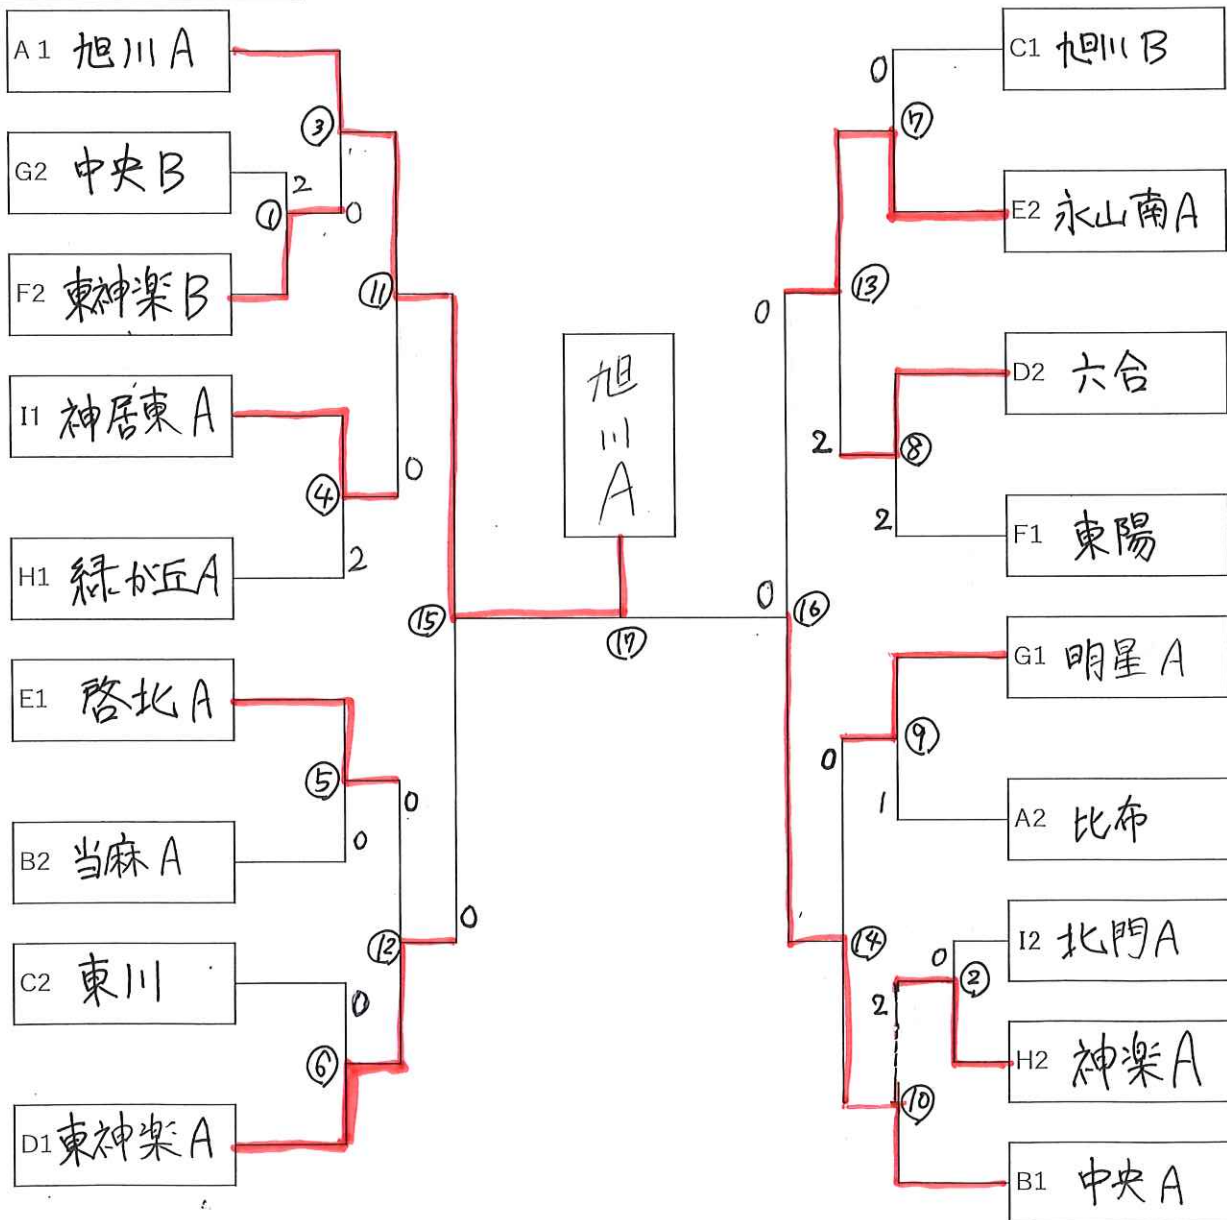 A1 旭川A
G2 中央B
F2 東神楽B
I1 神居東A
H1 緑が丘A
E1 啓北A
B2 当麻A
C2 東川
D1 東神楽A
③
2
①
0
⑪
④
0
2
⑤
0
0
⑫
0
0
⑥
⑮
旭川A
⑰
0
⑦
0
⑬
2
⑧
2
0
⑯
0
⑨
1
⑭
0
②
2
⑩
C1 旭川B
E2 永山南A
D2 六合
F1 東陽
G1 明星A
A2 比布
I2 北門A
H2 神楽A
B1 中央A